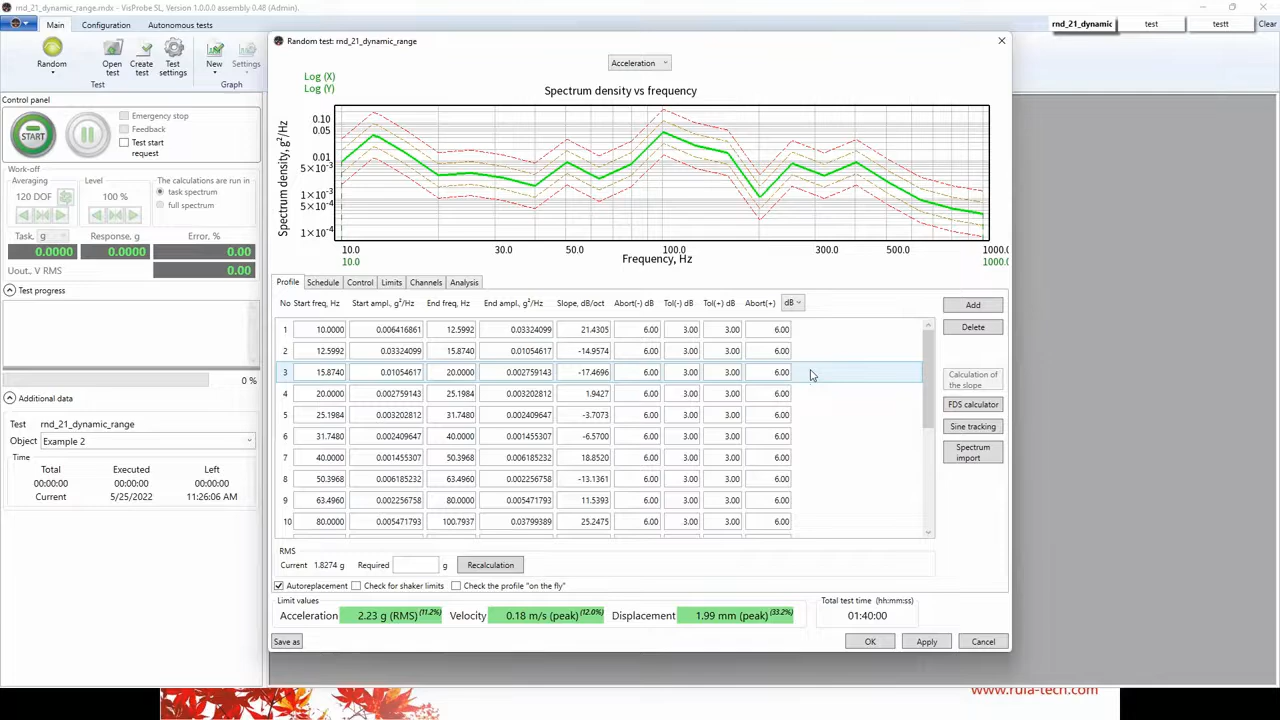 rnd_21_dynamic_range.rndx - VisProbe SL, Version 1.0.0.0 assembly 0.48 (Admin).
Main Configuration Autonomous tests
rnd_21_dynamic test testt Clear
Random Open test Create test Test settings New Settings
Test Graph
Control panel
START
Emergency stop
Feedback
Test start request
Work-off
Averaging Level The calculations are run in
120 DOF 100 % task spectrum
full spectrum
Task, g Response, g Error, %
0.0000 0.0000 0.00
Uout., V RMS 0.00
Test progress
0 %
Additional data
Test rnd_21_dynamic_range
Object Example 2
Time
Total Executed Left
00:00:00 00:00:00 00:00:00
Current 5/25/2022 11:26:06 AM
Random test: rnd_21_dynamic_range
Acceleration
Log (X)
Log (Y)
Spectrum density vs frequency
Spectrum density, g²/Hz
0.10
0.05
0.01
5×10⁻³
1×10⁻³
5×10⁻⁴
1×10⁻⁴
10.0 30.0 50.0 100.0 300.0 500.0 1000.0
10.0 Frequency, Hz 1000.0
Profile Schedule Control Limits Channels Analysis
No Start freq, Hz Start ampl., g²/Hz End freq, Hz End ampl., g²/Hz Slope, dB/oct Abort(-) dB Tol(-) dB Tol(+) dB Abort(+) dB
1 10.0000 0.006416861 12.5992 0.03324099 21.4305 6.00 3.00 3.00 6.00
2 12.5992 0.03324099 15.8740 0.01054617 -14.9574 6.00 3.00 3.00 6.00
3 15.8740 0.01054617 20.0000 0.002759143 -17.4696 6.00 3.00 3.00 6.00
4 20.0000 0.002759143 25.1984 0.003202812 1.9427 6.00 3.00 3.00 6.00
5 25.1984 0.003202812 31.7480 0.002409647 -3.7073 6.00 3.00 3.00 6.00
6 31.7480 0.002409647 40.0000 0.001455307 -6.5700 6.00 3.00 3.00 6.00
7 40.0000 0.001455307 50.3968 0.006185232 18.8520 6.00 3.00 3.00 6.00
8 50.3968 0.006185232 63.4960 0.002256758 -13.1361 6.00 3.00 3.00 6.00
9 63.4960 0.002256758 80.0000 0.005471793 11.5393 6.00 3.00 3.00 6.00
10 80.0000 0.005471793 100.7937 0.03799389 25.2475 6.00 3.00 3.00 6.00
Add
Delete
Calculation of the slope
FDS calculator
Sine tracking
Spectrum import
RMS
Current 1.8274 g Required g Recalculation
Autoreplacement Check for shaker limits Check the profile "on the fly"
Limit values Total test time (hh:mm:ss)
Acceleration 2.23 g (RMS) (11.2%) Velocity 0.18 m/s (peak) (12.0%) Displacement 1.99 mm (peak) (33.2%) 01:40:00
Save as OK Apply Cancel
www.rula-tech.com